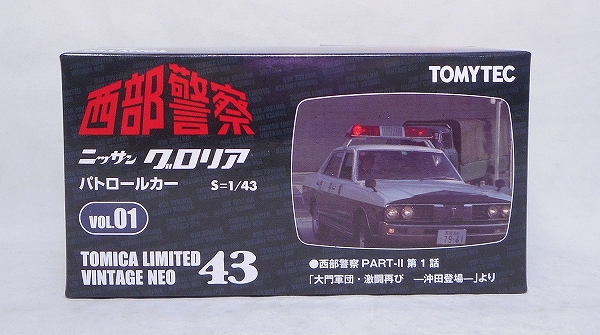 西部警察
TOMYTEC
ニッサン グロリア
パトロールカー S=1/43
VOL.01
TOMICA LIMITED
VINTAGE NEO 43
●西部警察 PART-II 第1話
「大門軍団・激闘再び ―沖田登場―」より